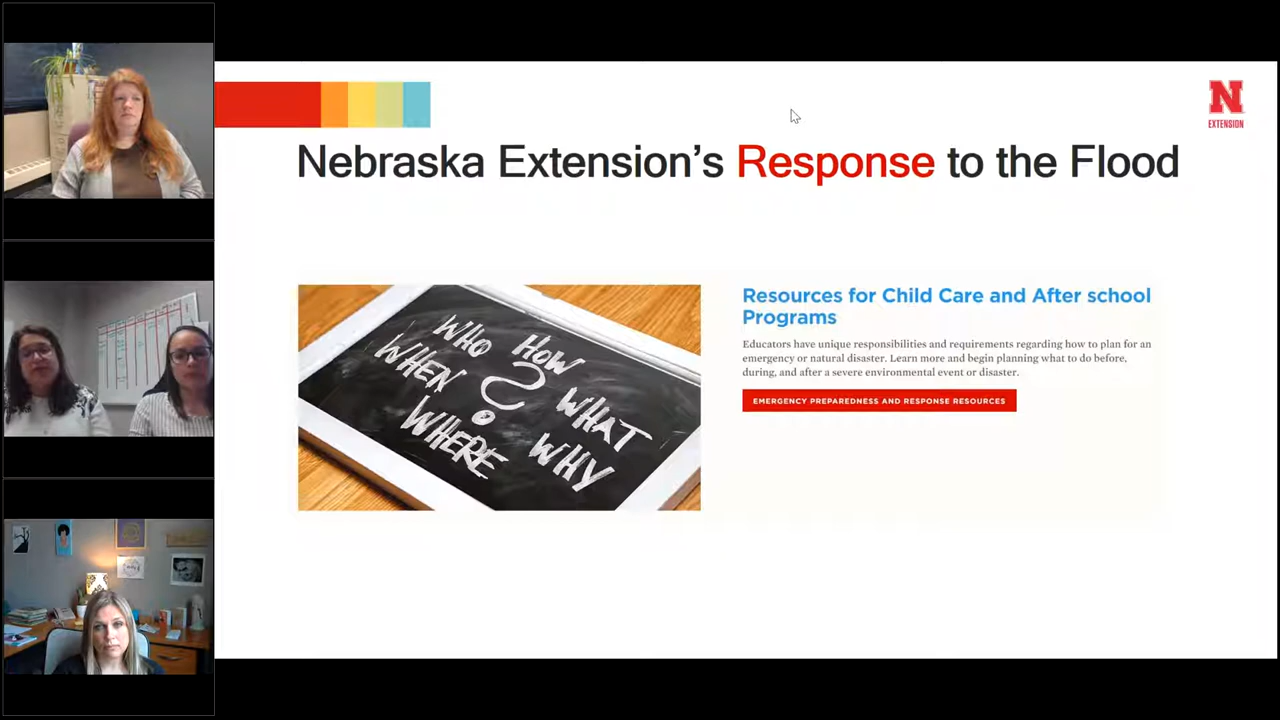 N
EXTENSION
Nebraska Extension’s Response to the Flood
WHO HOW
WHEN ? WHAT
WHERE WHY
Resources for Child Care and After school
Programs
Educators have unique responsibilities and requirements regarding how to plan for an
emergency or natural disaster. Learn more and begin planning what to do before,
during, and after a severe environmental event or disaster.
EMERGENCY PREPAREDNESS AND RESPONSE RESOURCES